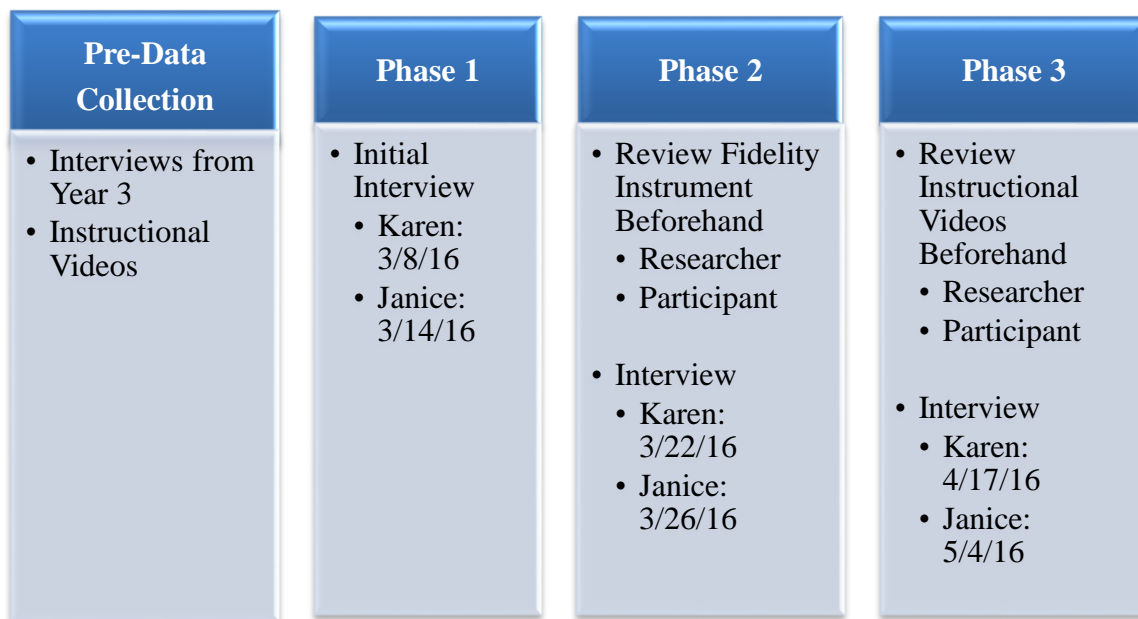 Pre-Data
Collection
• Interviews from
Year 3
• Instructional
Videos
Phase 1
• Initial
Interview
• Karen:
3/8/16
• Janice:
3/14/16
Phase 2
• Review Fidelity
Instrument
Beforehand
• Researcher
• Participant
• Interview
• Karen:
3/22/16
• Janice:
3/26/16
Phase 3
• Review
Instructional
Videos
Beforehand
• Researcher
• Participant
• Interview
• Karen:
4/17/16
• Janice:
5/4/16